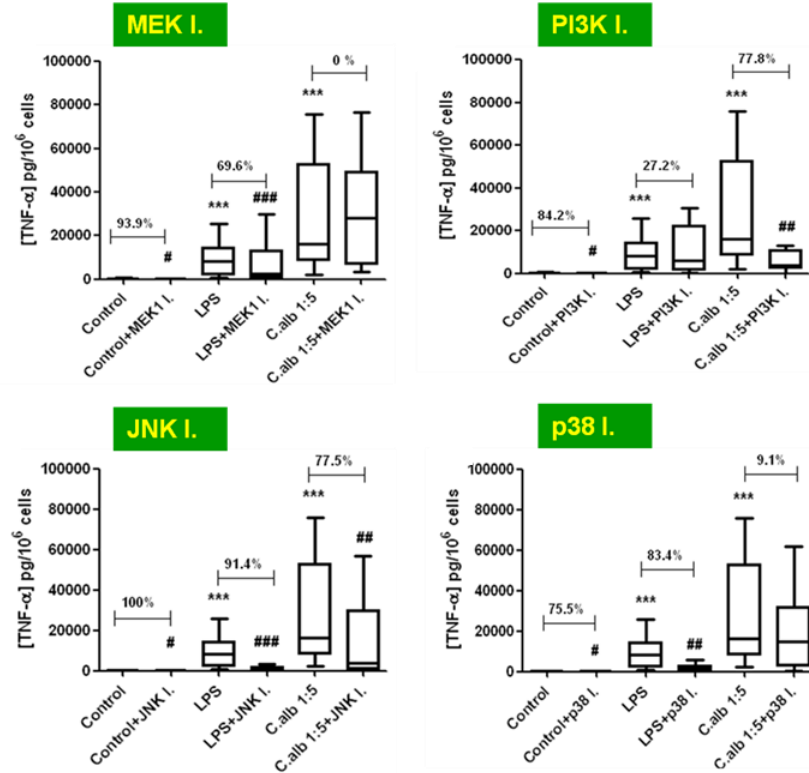 MEK I.
0 %
100000
***
80000
69.6%
60000
93.9%
###
40000
***
20000
#
0
[TNF-α] pg/10⁶ cells
Control
Control+MEK1 I.
LPS
LPS+MEK1 I.
C.alb 1:5
C.alb 1:5+MEK1 I.
PI3K I.
77.8%
100000
***
80000
27.2%
60000
84.2%
***
40000
##
20000
#
0
[TNF-α] pg/10⁶ cells
Control
Control+PI3K I.
LPS
LPS+PI3K I.
C.alb 1:5
C.alb 1:5+PI3K I.
JNK I.
77.5%
100000
***
80000
91.4%
##
60000
100%
***
40000
###
20000
#
0
[TNF-α] pg/10⁶ cells
Control
Control+JNK I.
LPS
LPS+JNK I.
C.alb 1:5
C.alb 1:5+JNK I.
p38 I.
9.1%
100000
***
80000
83.4%
60000
75.5%
***
40000
##
20000
#
0
[TNF-α] pg/10⁶ cells
Control
Control+p38 I.
LPS
LPS+p38 I.
C.alb 1:5
C.alb 1:5+p38 I.